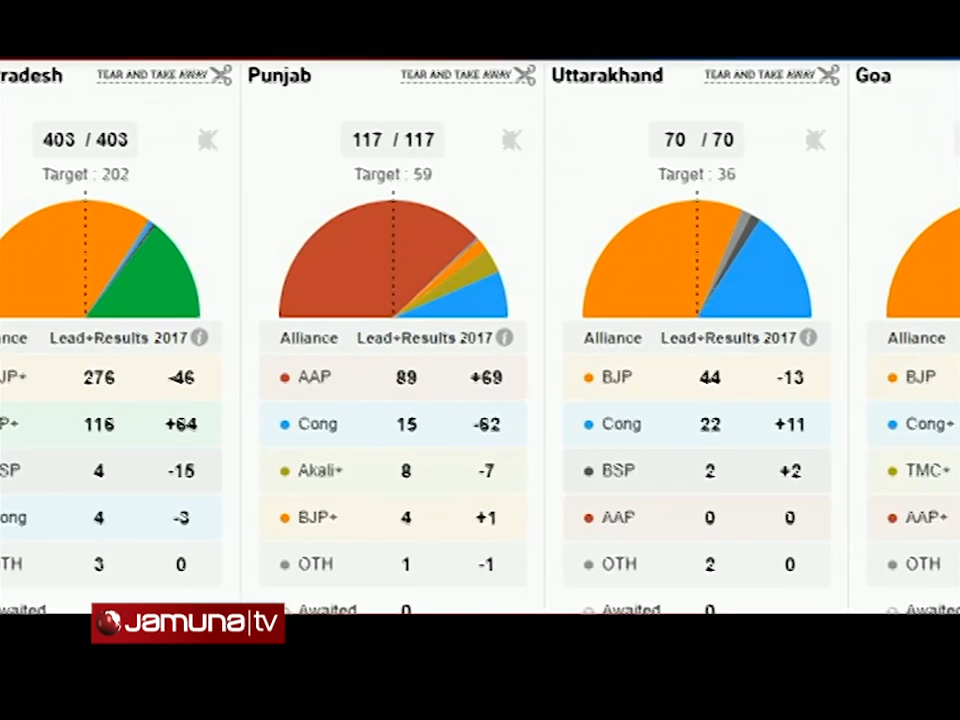 radesh TEAR AND TAKE AWAY Punjab TEAR AND TAKE AWAY Uttarakhand TEAR AND TAKE AWAY Goa
403 / 403 117 / 117 70 / 70
Target : 202 Target : 59 Target : 36
nce Lead+Results 2017 Alliance Lead+Results 2017 Alliance Lead+Results 2017 Alliance
JP+ 276 -46 AAP 89 +69 BJP 44 -13 BJP
P+ 116 +64 Cong 15 -62 Cong 22 +11 Cong+
SP 4 -15 Akali+ 8 -7 BSP 2 +2 TMC+
ong 4 -3 BJP+ 4 +1 AAP 0 0 AAP+
TH 3 0 OTH 1 -1 OTH 2 0 OTH
waited Awaited 0 Awaited 0
Jamuna|tv